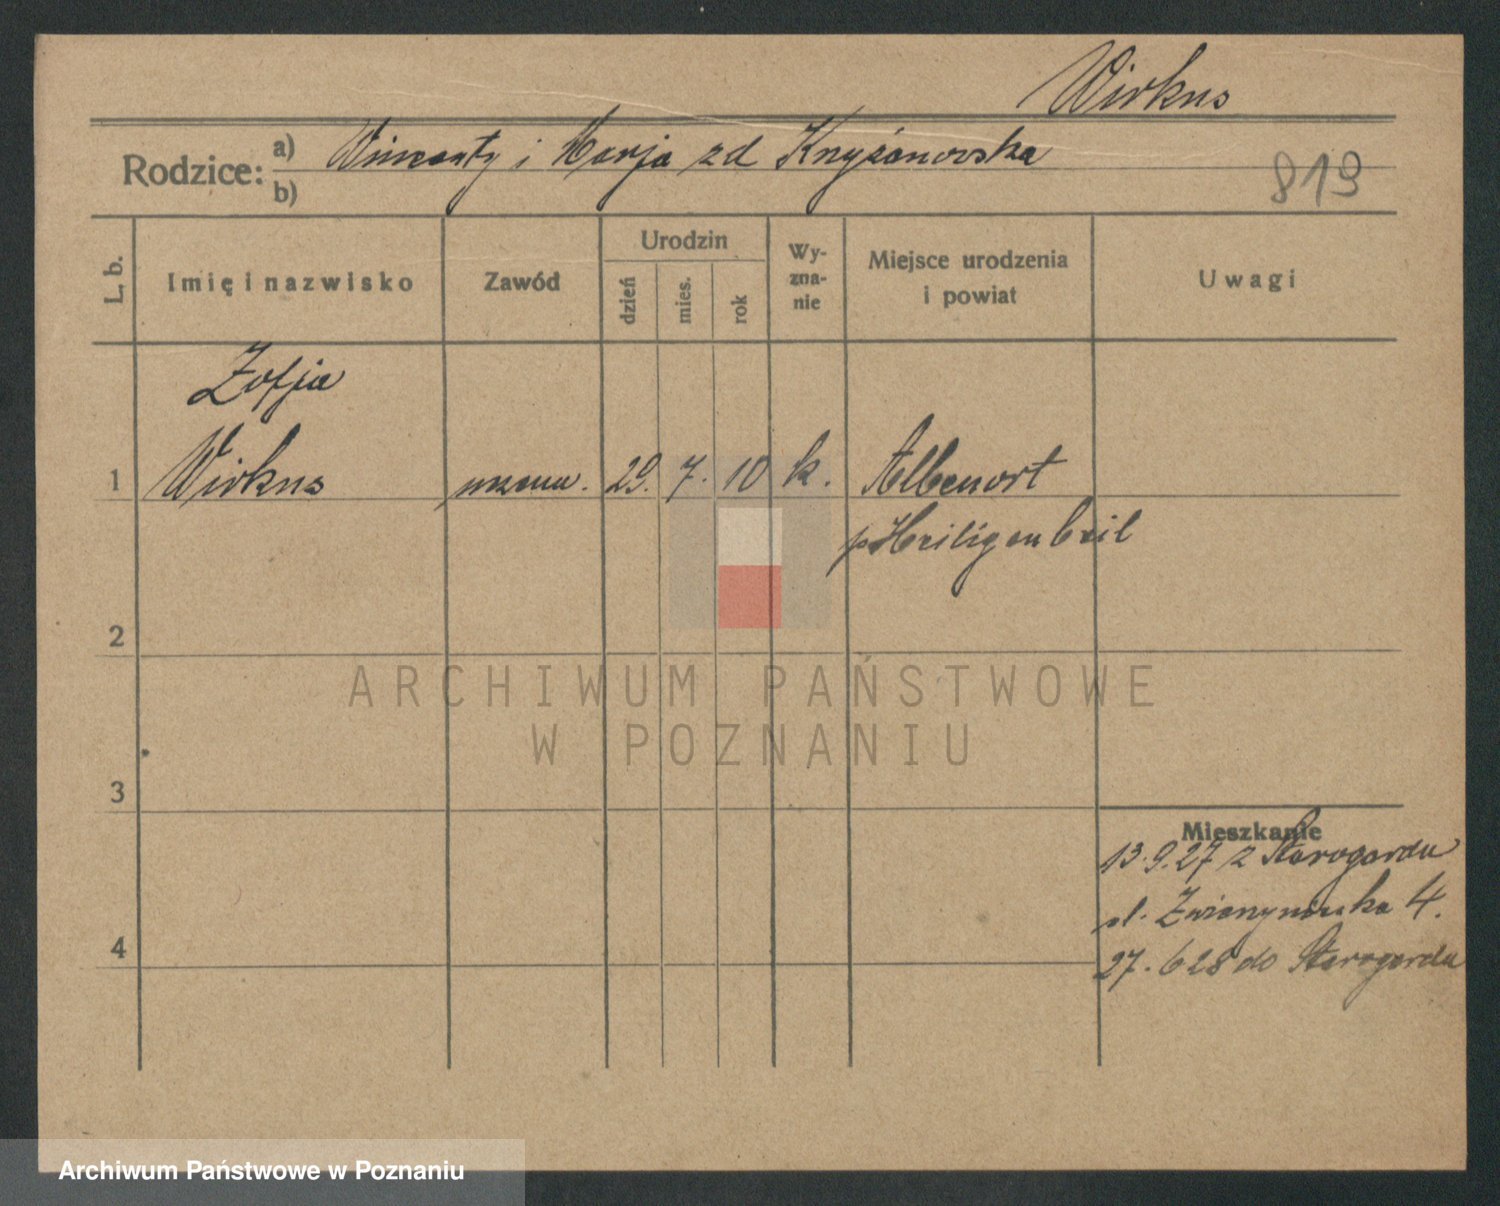 Wirkus
Rodzice: a) Wincenty i Marja zd Knyżanowska
b)
819
L. b. Imię i nazwisko Zawód Urodzin dzień mies. rok Wy-zna-nie Miejsce urodzenia i powiat Uwagi
Zofja
1 Wirkus uczenn. 29. 7. 10 k. Albenort
p Heiligenbeil
2
3
4
Mieszkanie
13.9.27 z Starogardu
ul. Zwierzyniecka 4.
27. 6 28 do Starogardu
ARCHIWUM PAŃSTWOWE
W POZNANIU
Archiwum Państwowe w Poznaniu